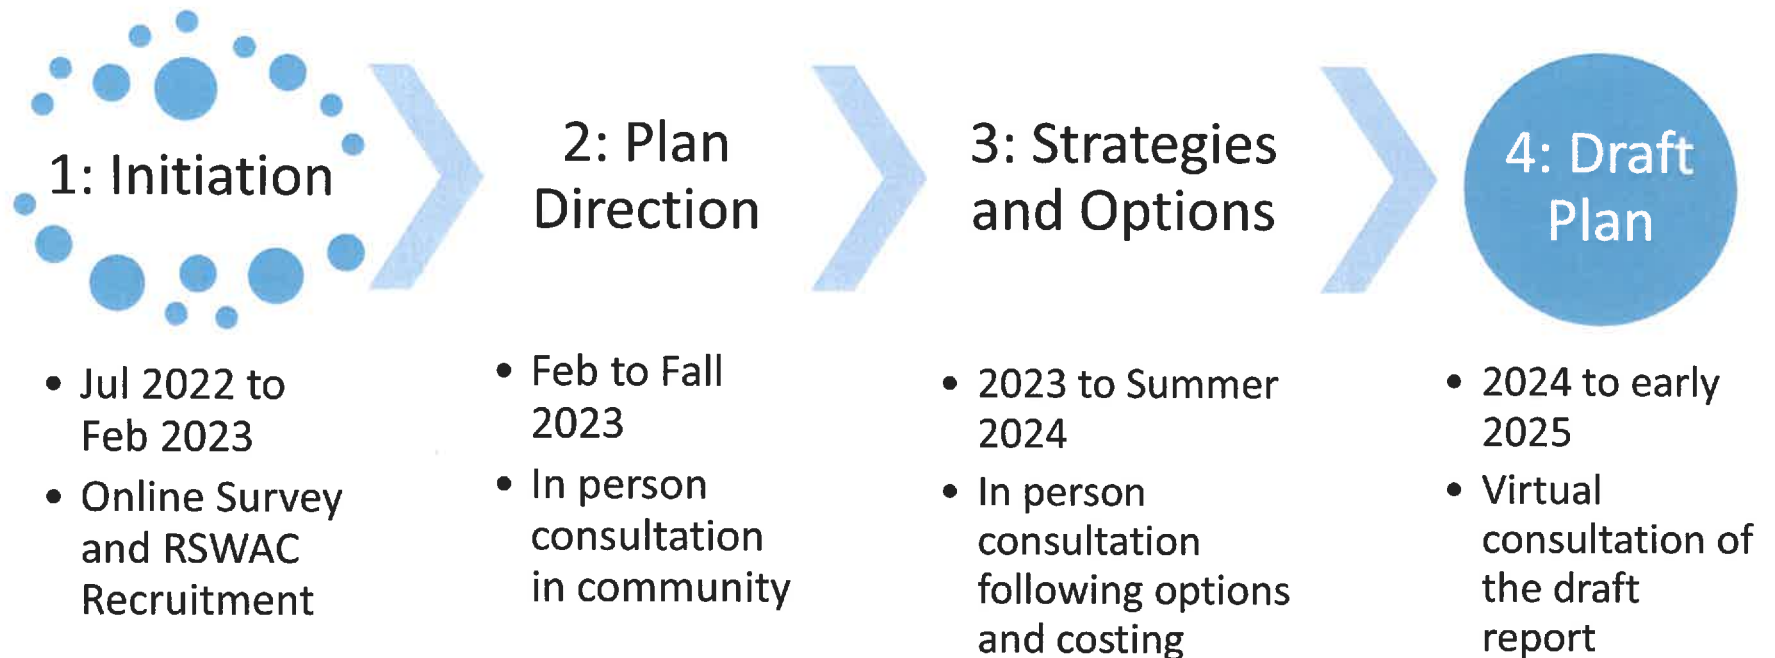 1: Initiation
2: Plan
Direction
3: Strategies
and Options
4: Draft
Plan
• Jul 2022 to
Feb 2023
• Online Survey
and RSWAC
Recruitment
• Feb to Fall
2023
• In person
consultation
in community
• 2023 to Summer
2024
• In person
consultation
following options
and costing
• 2024 to early
2025
• Virtual
consultation of
the draft
report